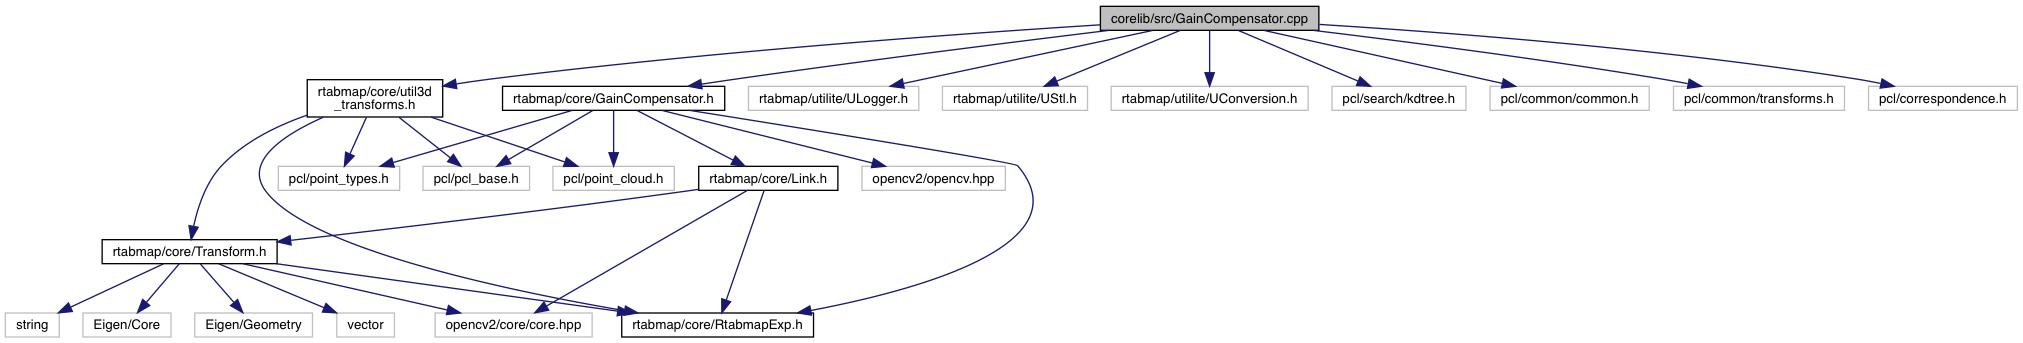 corelib/src/GainCompensator.cpp
rtabmap/core/util3d
_transforms.h
rtabmap/core/GainCompensator.h
rtabmap/utilite/ULogger.h
rtabmap/utilite/UStl.h
rtabmap/utilite/UConversion.h
pcl/search/kdtree.h
pcl/common/common.h
pcl/common/transforms.h
pcl/correspondence.h
pcl/point_types.h
pcl/pcl_base.h
pcl/point_cloud.h
rtabmap/core/Link.h
opencv2/opencv.hpp
rtabmap/core/Transform.h
string
Eigen/Core
Eigen/Geometry
vector
opencv2/core/core.hpp
rtabmap/core/RtabmapExp.h